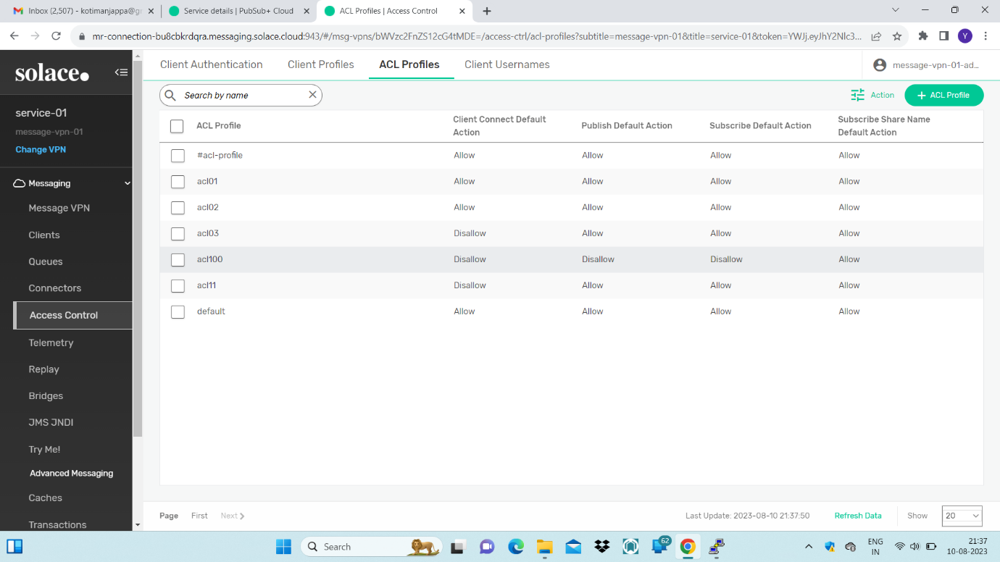 Inbox (2,507) - kotimanjappa@g
Service details | PubSub+ Cloud
ACL Profiles | Access Control
mr-connection-bu8cbkrdqra.messaging.solace.cloud:943/#/msg-vpns/bWVzc2FnZS12cG4tMDE=/access-ctrl/acl-profiles?subtitle=message-vpn-01&title=service-01&token=YWJj.eyJhY2Nlc3...
Y
solace.
Client Authentication
Client Profiles
ACL Profiles
Client Usernames
message-vpn-01-ad...
service-01
message-vpn-01
Change VPN
Search by name
Action
+ ACL Profile
ACL Profile Client Connect Default Action Publish Default Action Subscribe Default Action Subscribe Share Name Default Action
#acl-profile Allow Allow Allow Allow
acl01 Allow Allow Allow Allow
acl02 Allow Allow Allow Allow
acl03 Disallow Allow Allow Allow
acl100 Disallow Disallow Disallow Allow
acl11 Disallow Allow Allow Allow
default Allow Allow Allow Allow
Messaging
Message VPN
Clients
Queues
Connectors
Access Control
Telemetry
Replay
Bridges
JMS JNDI
Try Me!
Advanced Messaging
Caches
Transactions
Page First Next
Last Update: 2023-08-10 21:37:50
Refresh Data
Show 20
Search
62
ENG
IN
21:37
10-08-2023